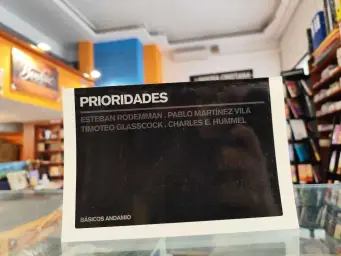 PRIORIDADES
ESTEBAN RODEMMAN . PABLO MARTÍNEZ VILA
TIMOTEO GLASSCOCK . CHARLES E. HUMMEL
BÁSICOS ANDAMIO